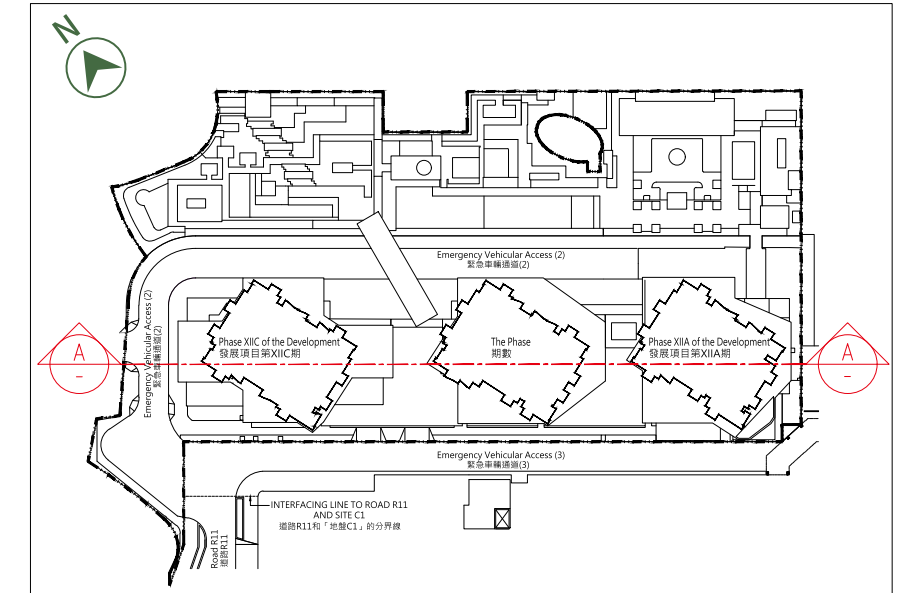 N
Emergency Vehicular Access (2)
緊急車輛通道(2)
Emergency Vehicular Access (2)
緊急車輛通道(2)
Phase XIIC of the Development
發展項目第XIIC期
The Phase
期數
Phase XIIA of the Development
發展項目第XIIA期
A
-
A
-
Emergency Vehicular Access (3)
緊急車輛通道(3)
INTERFACING LINE TO ROAD R11
AND SITE C1
道路R11和「地盤C1」的分界線
Road R11
道路R11